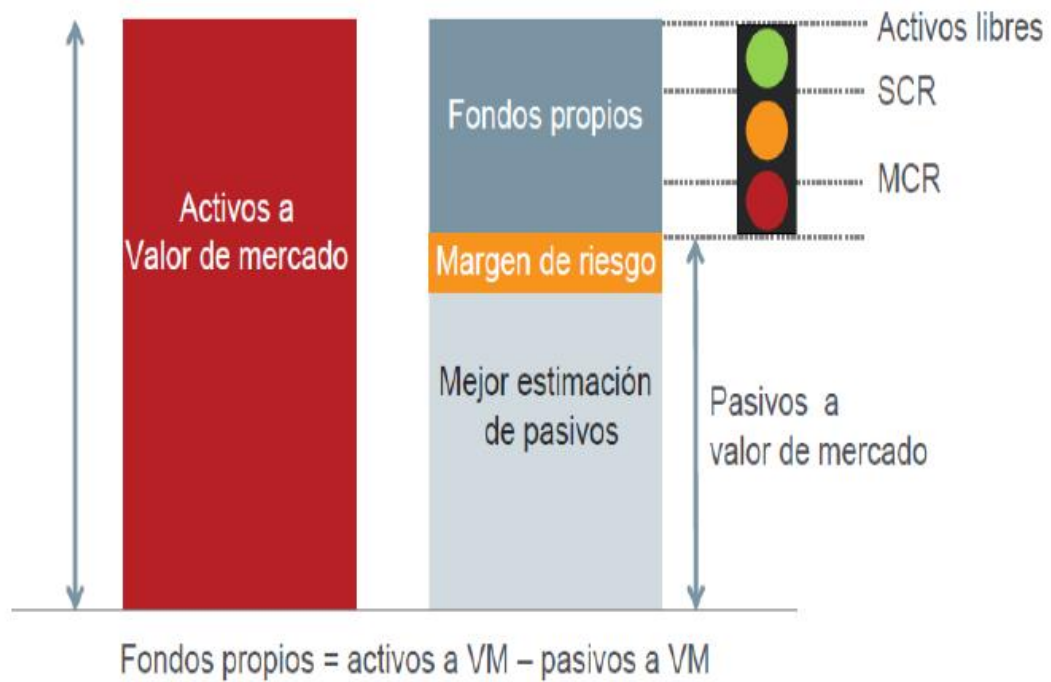 Activos a
Valor de mercado
Fondos propios
Margen de riesgo
Mejor estimación
de pasivos
Activos libres
SCR
MCR
Pasivos a
valor de mercado
Fondos propios = activos a VM – pasivos a VM